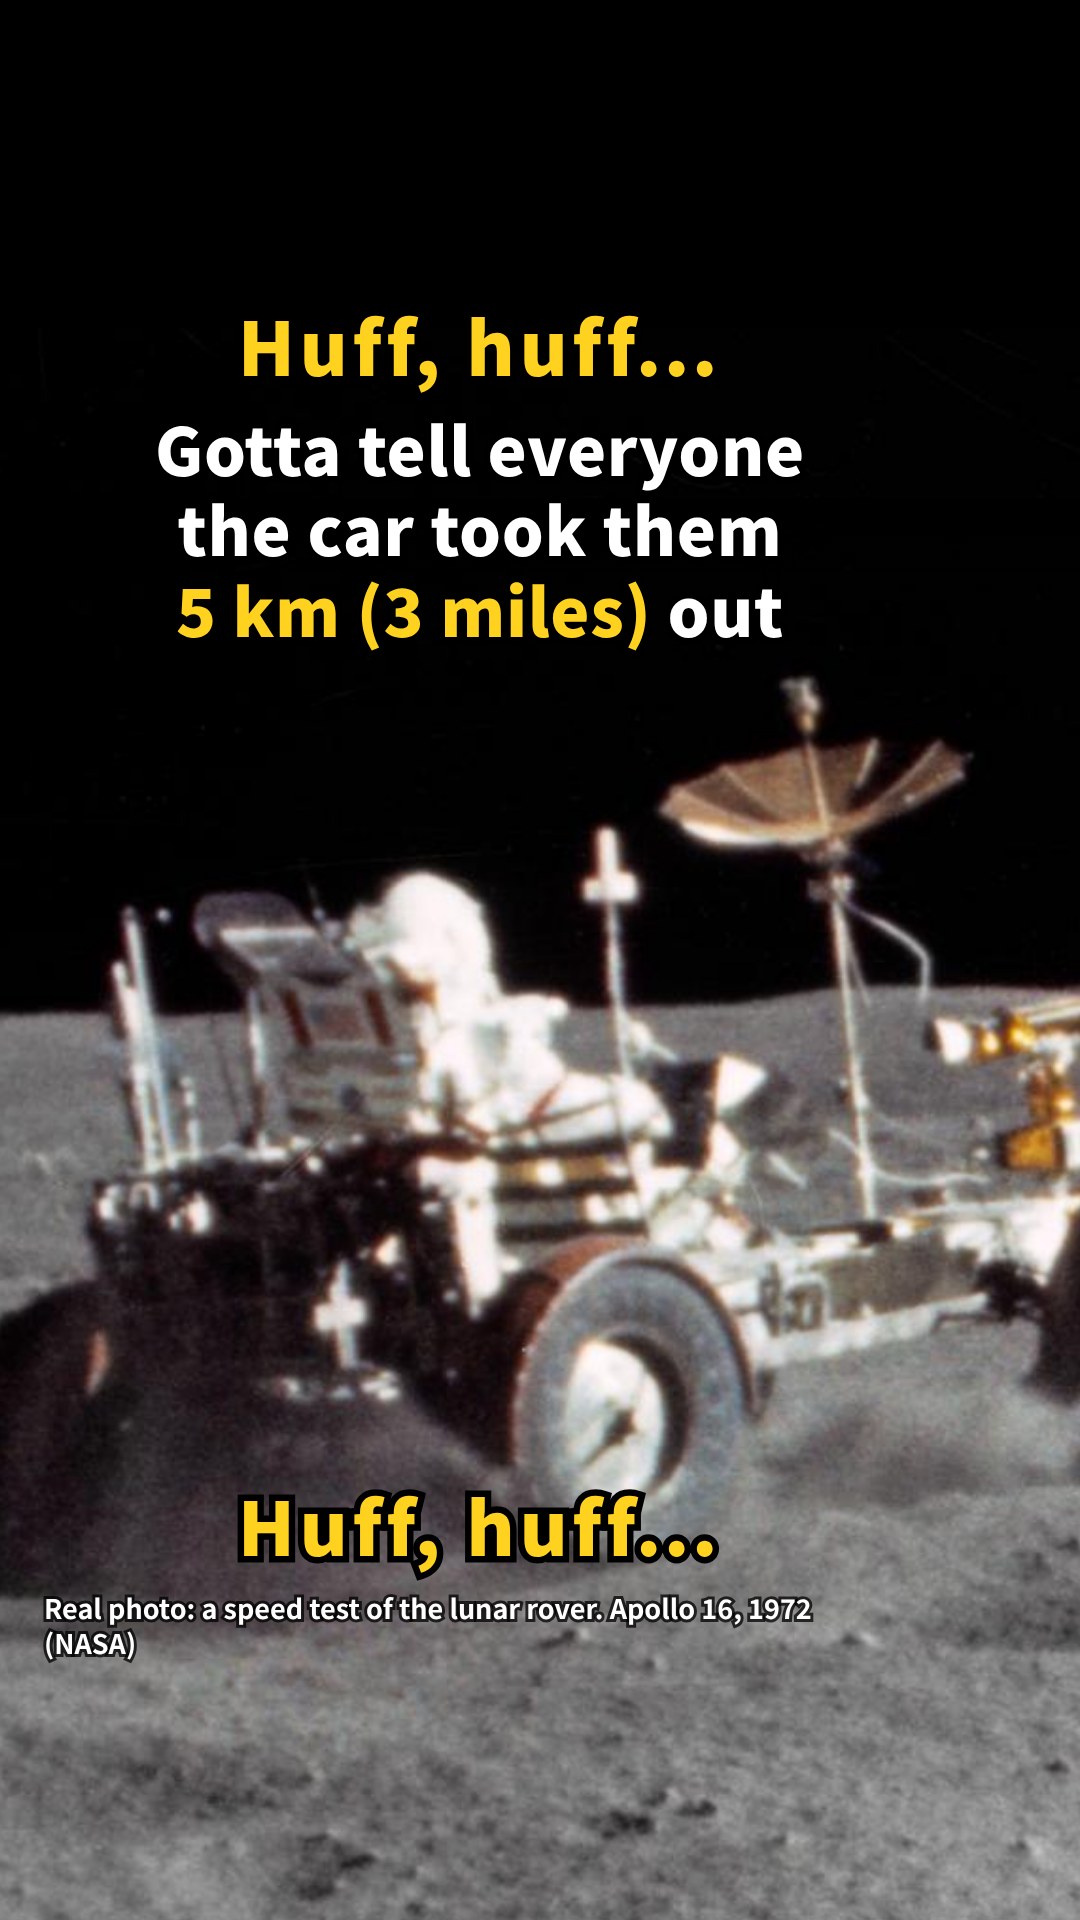 Huff, huff...
Gotta tell everyone
the car took them
5 km (3 miles) out
Huff, huff...
Real photo: a speed test of the lunar rover. Apollo 16, 1972
(NASA)